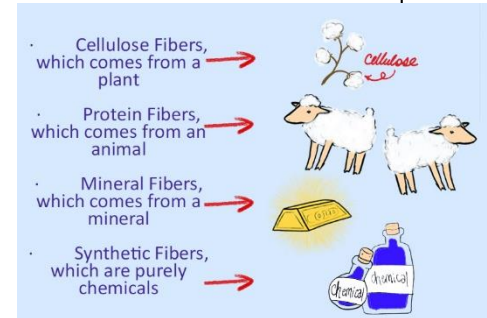 · Cellulose Fibers,
which comes from a
plant
Cellulose
· Protein Fibers,
which comes from an
animal
· Mineral Fibers,
which comes from a
mineral
· Synthetic Fibers,
which are purely
chemicals
chemical
chemical